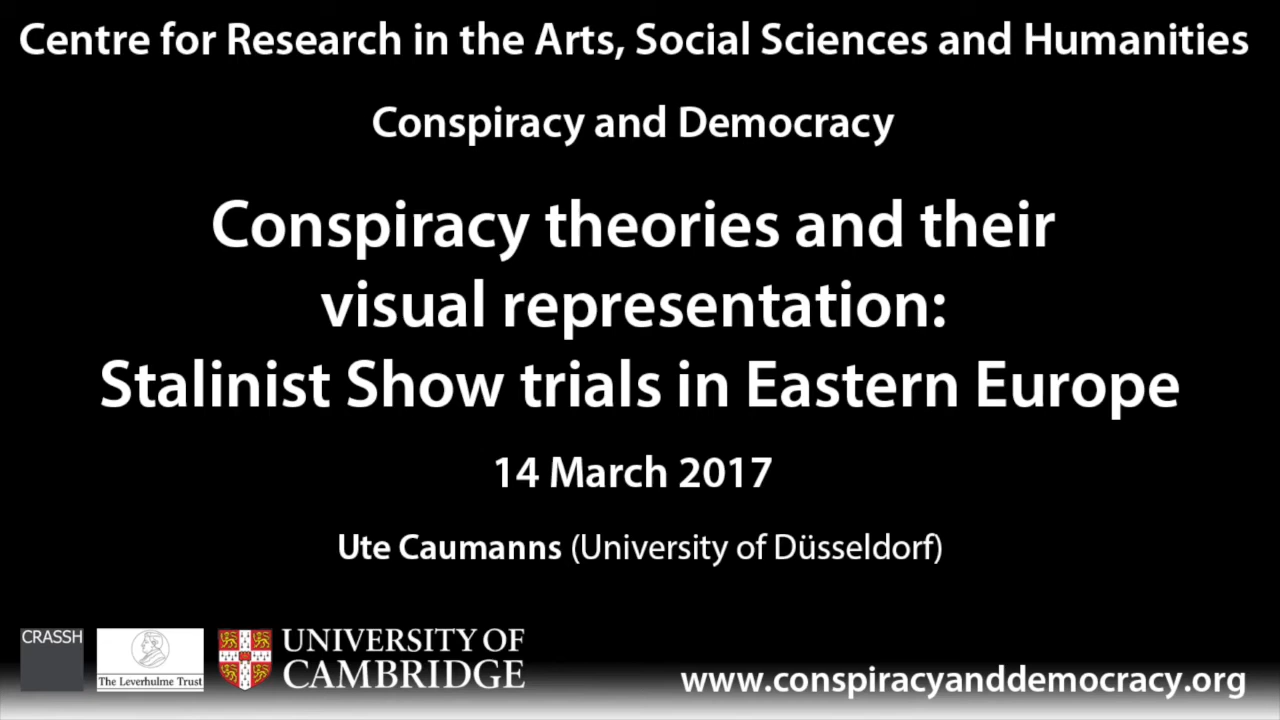 Centre for Research in the Arts, Social Sciences and Humanities
Conspiracy and Democracy
Conspiracy theories and their
visual representation:
Stalinist Show trials in Eastern Europe
14 March 2017
Ute Caumanns (University of Düsseldorf)
CRASSH
The Leverhulme Trust
UNIVERSITY OF
CAMBRIDGE
www.conspiracyanddemocracy.org